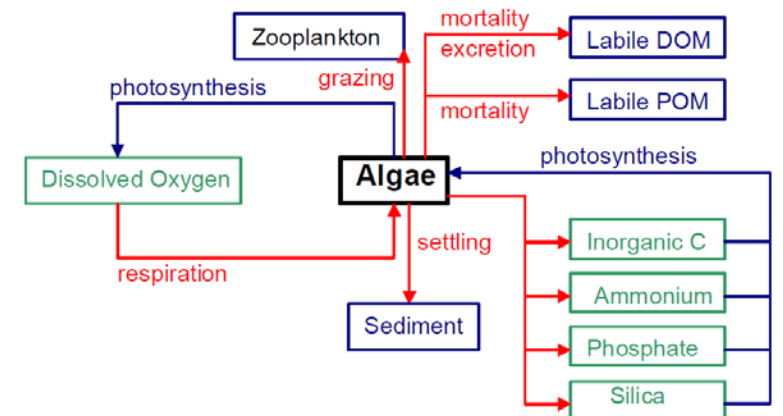 mortality
Zooplankton
excretion
Labile DOM
grazing
photosynthesis
mortality
Labile POM
photosynthesis
Dissolved Oxygen
Algae
settling
Inorganic C
respiration
Ammonium
Sediment
Phosphate
Silica